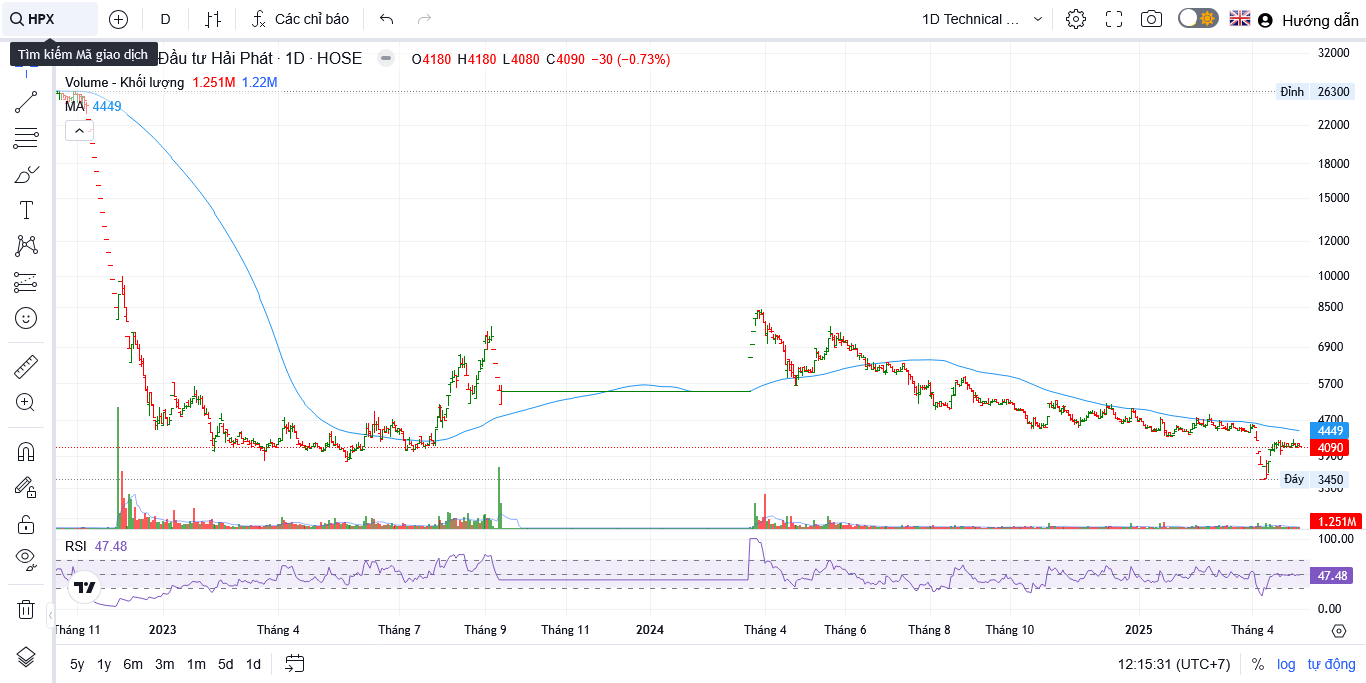 HPX
D
Các chỉ báo
1D Technical ...
Hướng dẫn
Tìm kiếm Mã giao dịch
Đầu tư Hải Phát · 1D · HOSE
O4180 H4180 L4080 C4090 −30 (−0.73%)
Volume - Khối lượng 1.251M 1.22M
MA 4449
32000
Đỉnh 26300
22000
18000
15000
12000
10000
8500
6900
5700
4700
4449
4090
3900
Đáy 3450
3300
1.251M
RSI 47.48
100.00
47.48
0.00
Tháng 11 2023 Tháng 4 Tháng 7 Tháng 9 Tháng 11 2024 Tháng 4 Tháng 6 Tháng 8 Tháng 10 2025 Tháng 4
5y 1y 6m 3m 1m 5d 1d
12:15:31 (UTC+7) % log tự động